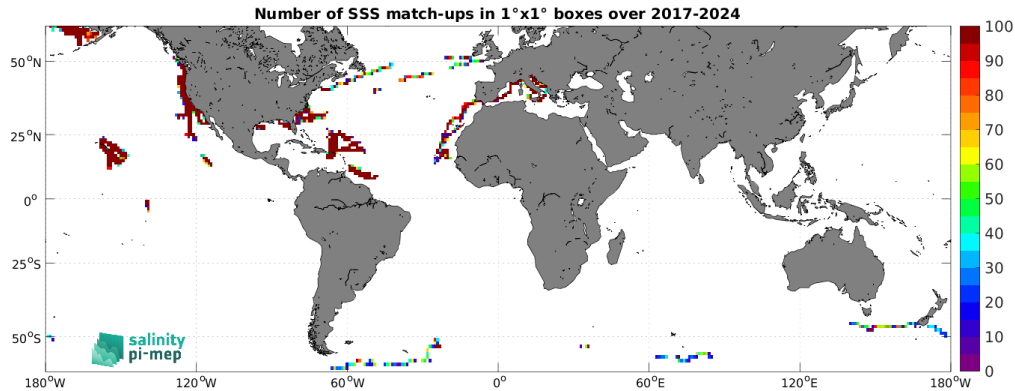 Number of SSS match-ups in 1°x1° boxes over 2017-2024
100
90
80
70
60
50
40
30
20
10
0
50°N
25°N
0°
25°S
50°S
180°W
120°W
60°W
0°
60°E
120°E
180°E
salinity
pi-mep